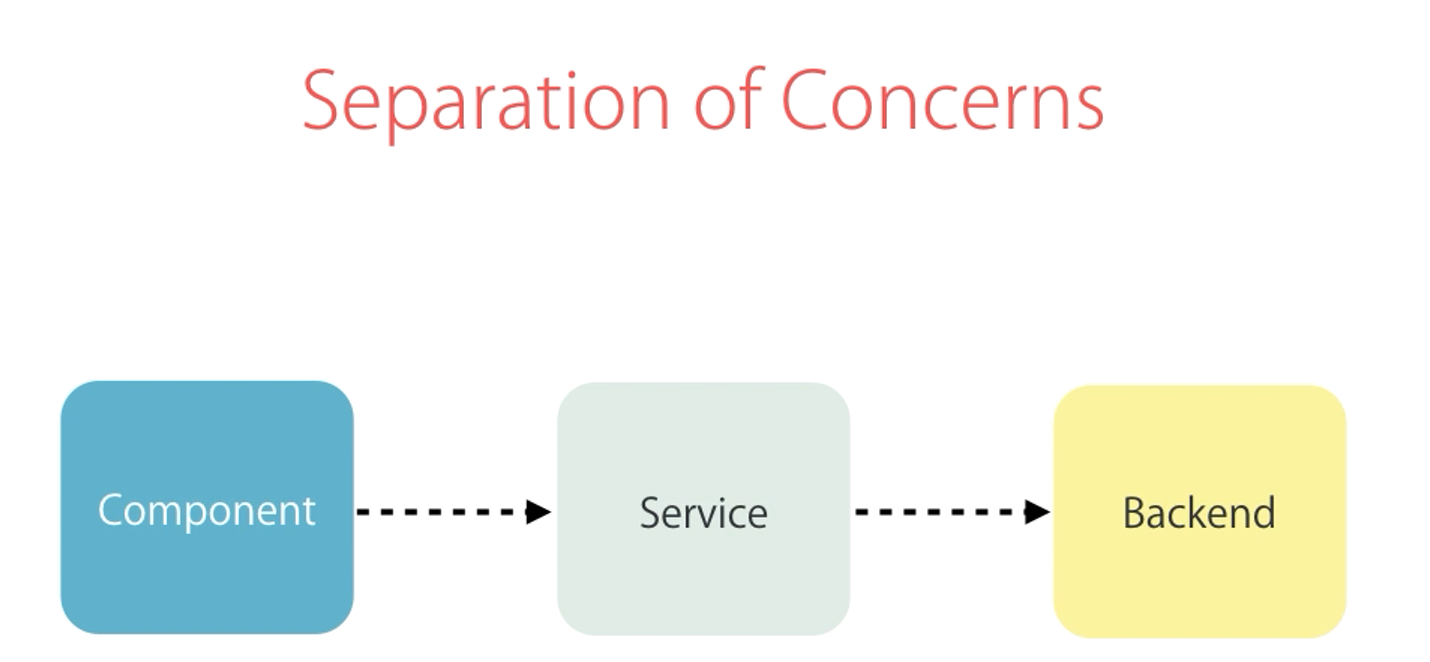 Separation of Concerns
Component
Service
Backend